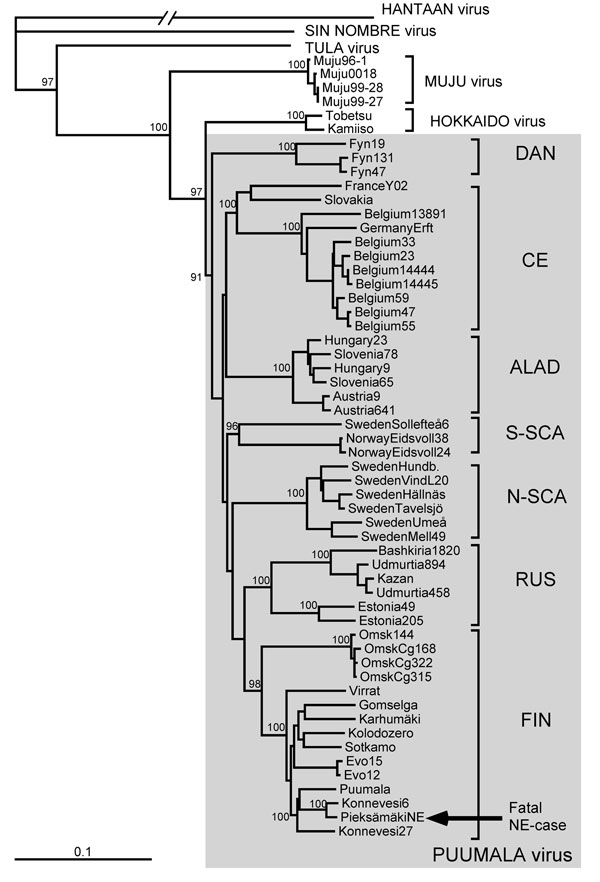 HANTAAN virus
SIN NOMBRE virus
TULA virus
97
100
Muju96-1
Muju0018
Muju99-28
Muju99-27
MUJU virus
100
100
Tobetsu
Kamiiso
HOKKAIDO virus
97
91
100
Fyn19
Fyn131
Fyn47
DAN
100
FranceY02
Slovakia
100
Belgium13891
GermanyErft
Belgium33
Belgium23
Belgium14444
Belgium14445
Belgium59
Belgium47
Belgium55
CE
100
Hungary23
Slovenia78
Hungary9
Slovenia65
Austria9
Austria641
ALAD
96
SwedenSollefteå6
NorwayEidsvoll38
NorwayEidsvoll24
S-SCA
100
SwedenHundb.
SwedenVindL20
SwedenHällnäs
SwedenTavelsjö
SwedenUmeå
SwedenMell49
N-SCA
100
100
Bashkiria1820
Udmurtia894
Kazan
Udmurtia458
100
Estonia49
Estonia205
RUS
98
100
Omsk144
OmskCg168
OmskCg322
OmskCg315
100
Virrat
Gomselga
Karhumäki
Kolodozero
Sotkamo
Evo15
Evo12
FIN
100
Puumala
100
Konnevesi6
PieksämäkiNE
Konnevesi27
Fatal
NE-case
0.1
PUUMALA virus